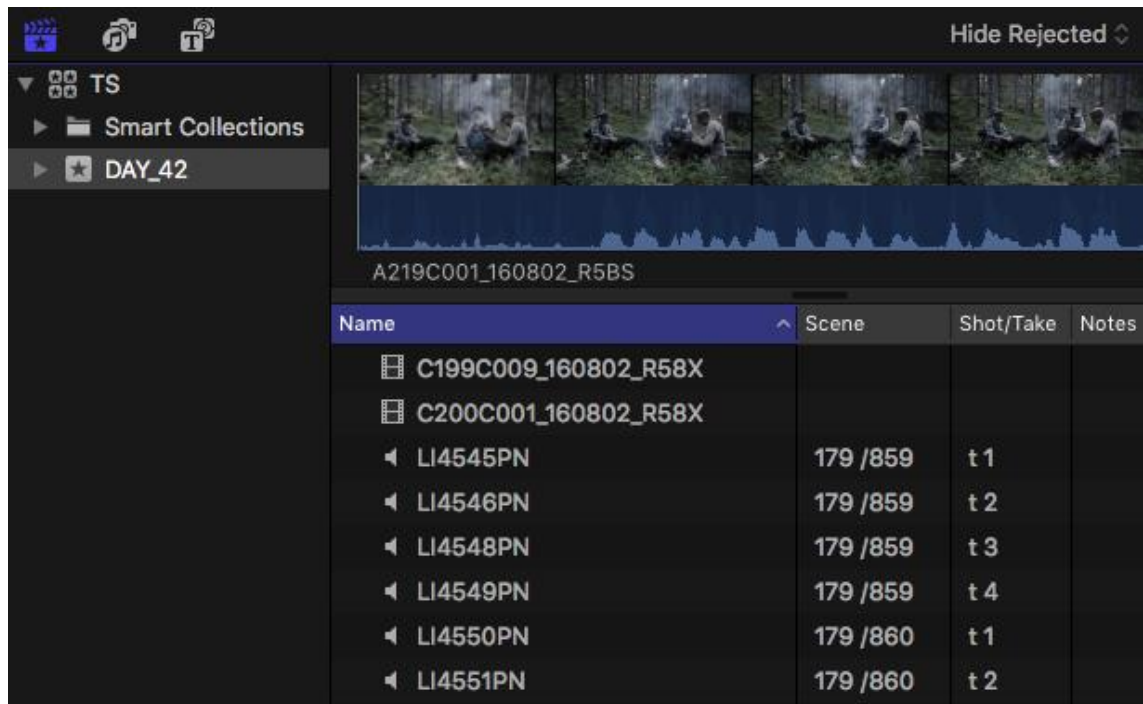 Hide Rejected
TS
Smart Collections
DAY_42
A219C001_160802_R5BS
Name Scene Shot/Take Notes
C199C009_160802_R58X
C200C001_160802_R58X
LI4545PN 179 /859 t 1
LI4546PN 179 /859 t 2
LI4548PN 179 /859 t 3
LI4549PN 179 /859 t 4
LI4550PN 179 /860 t 1
LI4551PN 179 /860 t 2